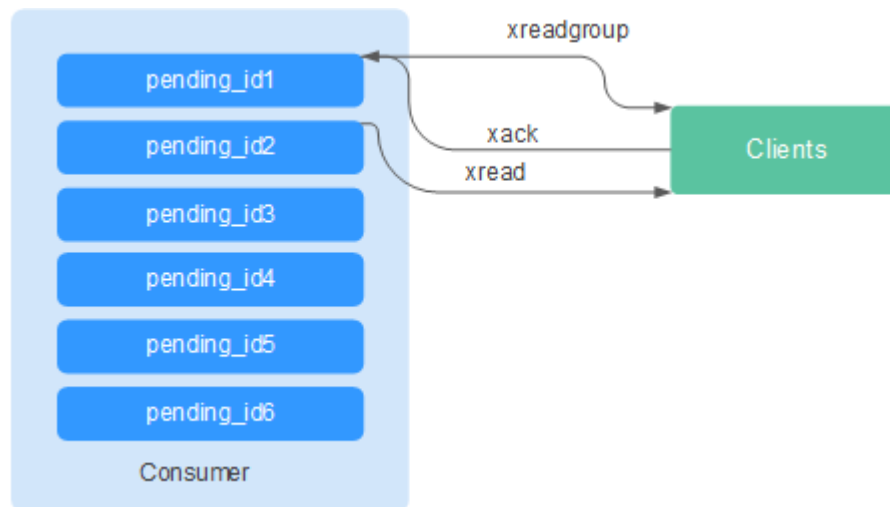 xreadgroup
pending_id1
xack
Clients
pending_id2
xread
pending_id3
pending_id4
pending_id5
pending_id6
Consumer